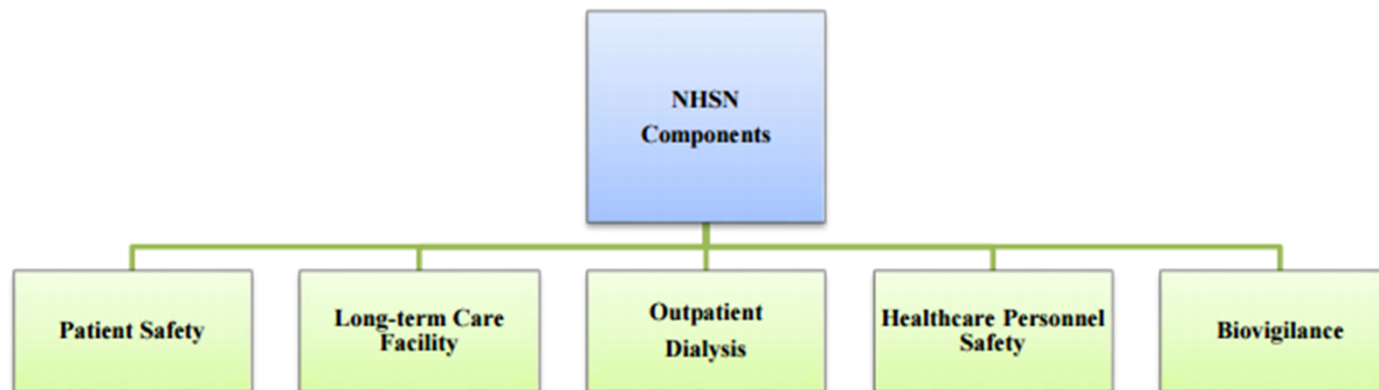 NHSN
Components
Patient Safety
Long-term Care
Facility
Outpatient
Dialysis
Healthcare Personnel
Safety
Biovigilance